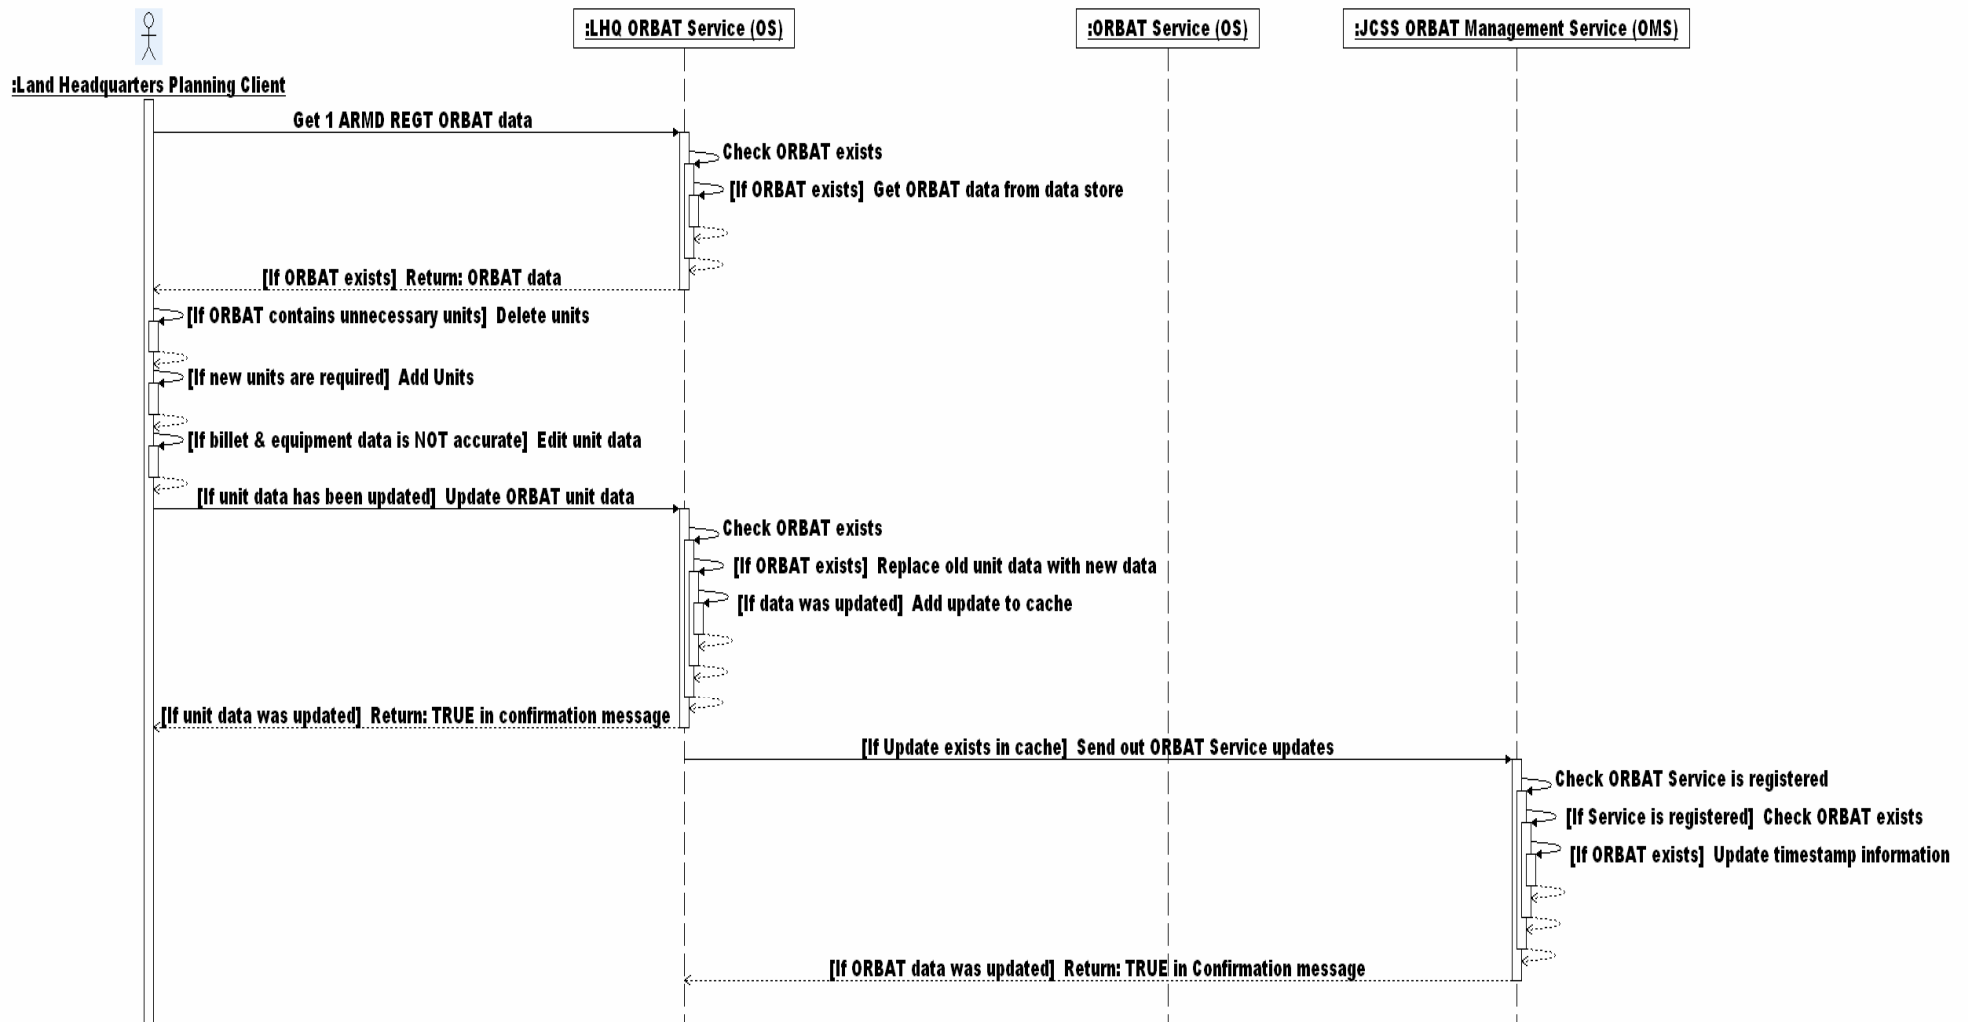 :LHQ ORBAT Service (OS)
:ORBAT Service (OS)
:JCSS ORBAT Management Service (OMS)
:Land Headquarters Planning Client
Get 1 ARMD REGT ORBAT data
Check ORBAT exists
[If ORBAT exists] Get ORBAT data from data store
[If ORBAT exists] Return: ORBAT data
[If ORBAT contains unnecessary units] Delete units
[If new units are required] Add Units
[If billet & equipment data is NOT accurate] Edit unit data
[If unit data has been updated] Update ORBAT unit data
Check ORBAT exists
[If ORBAT exists] Replace old unit data with new data
[If data was updated] Add update to cache
[If unit data was updated] Return: TRUE in confirmation message
[If Update exists in cache] Send out ORBAT Service updates
Check ORBAT Service is registered
[If Service is registered] Check ORBAT exists
[If ORBAT exists] Update timestamp information
[If ORBAT data was updated] Return: TRUE in Confirmation message